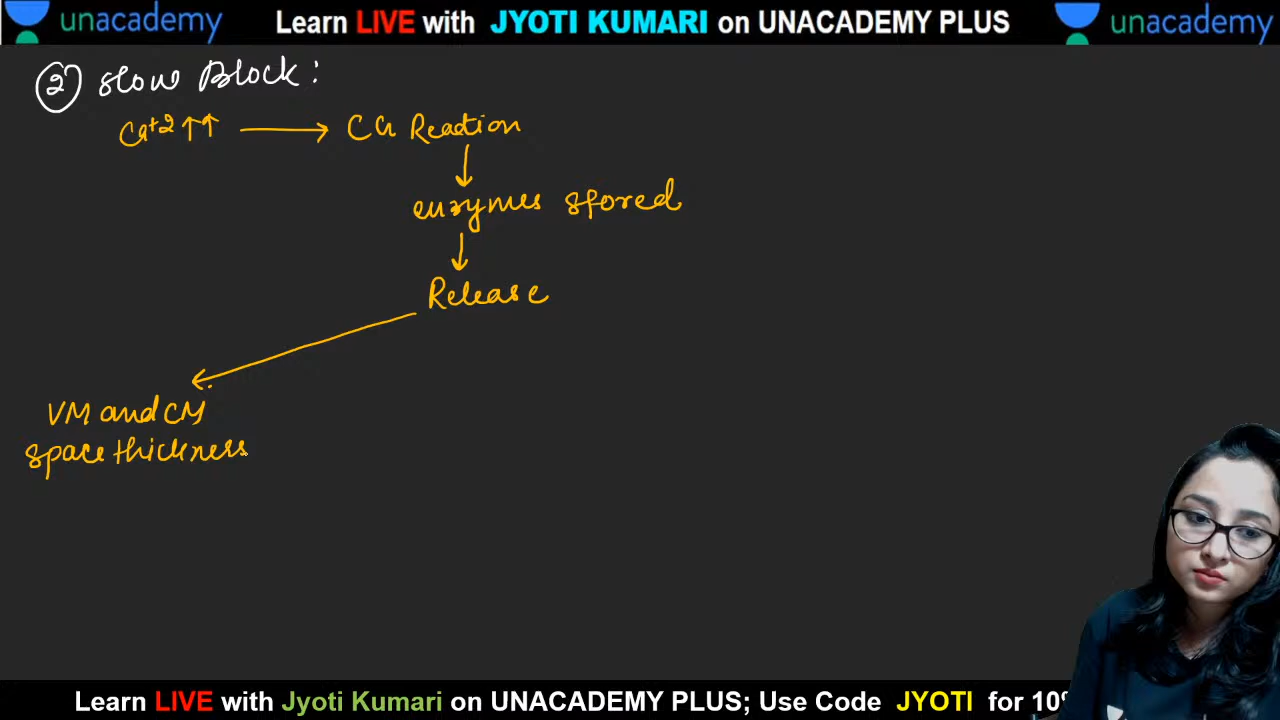 unacademy Learn LIVE with JYOTI KUMARI on UNACADEMY PLUS unacademy
2) Slow Block:
Ca+2 ↑↑ → CG Reaction
enzymes stored
Release
VM and CM
space thickness
Learn LIVE with Jyoti Kumari on UNACADEMY PLUS; Use Code JYOTI for 10